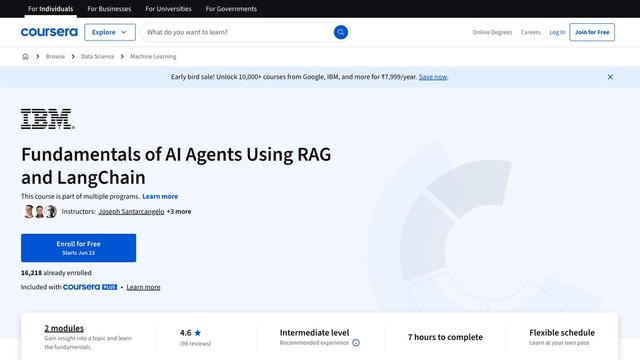 For Individuals For Businesses For Universities For Governments
coursera Explore What do you want to learn? Online Degrees Careers Log In Join for Free
Browse > Data Science > Machine Learning
Early bird sale! Unlock 10,000+ courses from Google, IBM, and more for ₹7,999/year. Save now.
IBM
Fundamentals of AI Agents Using RAG
and LangChain
This course is part of multiple programs. Learn more
Instructors: Joseph Santarcangelo +3 more
Enroll for Free
Starts Jun 23
16,218 already enrolled
Included with coursera PLUS • Learn more
2 modules 4.6 ★ Intermediate level 7 hours to complete Flexible schedule
Gain insight into a topic and learn (98 reviews) Recommended experience Learn at your own pace
the fundamentals.